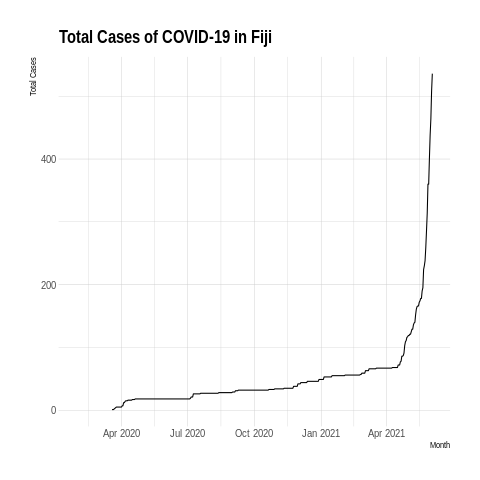 Total Cases of COVID-19 in Fiji
Total Cases
400
200
0
Apr 2020 Jul 2020 Oct 2020 Jan 2021 Apr 2021
Month